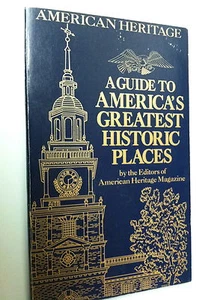 AMERICAN HERITAGE
A GUIDE TO
AMERICA'S
GREATEST
HISTORIC
PLACES
by the Editors of
American Heritage Magazine